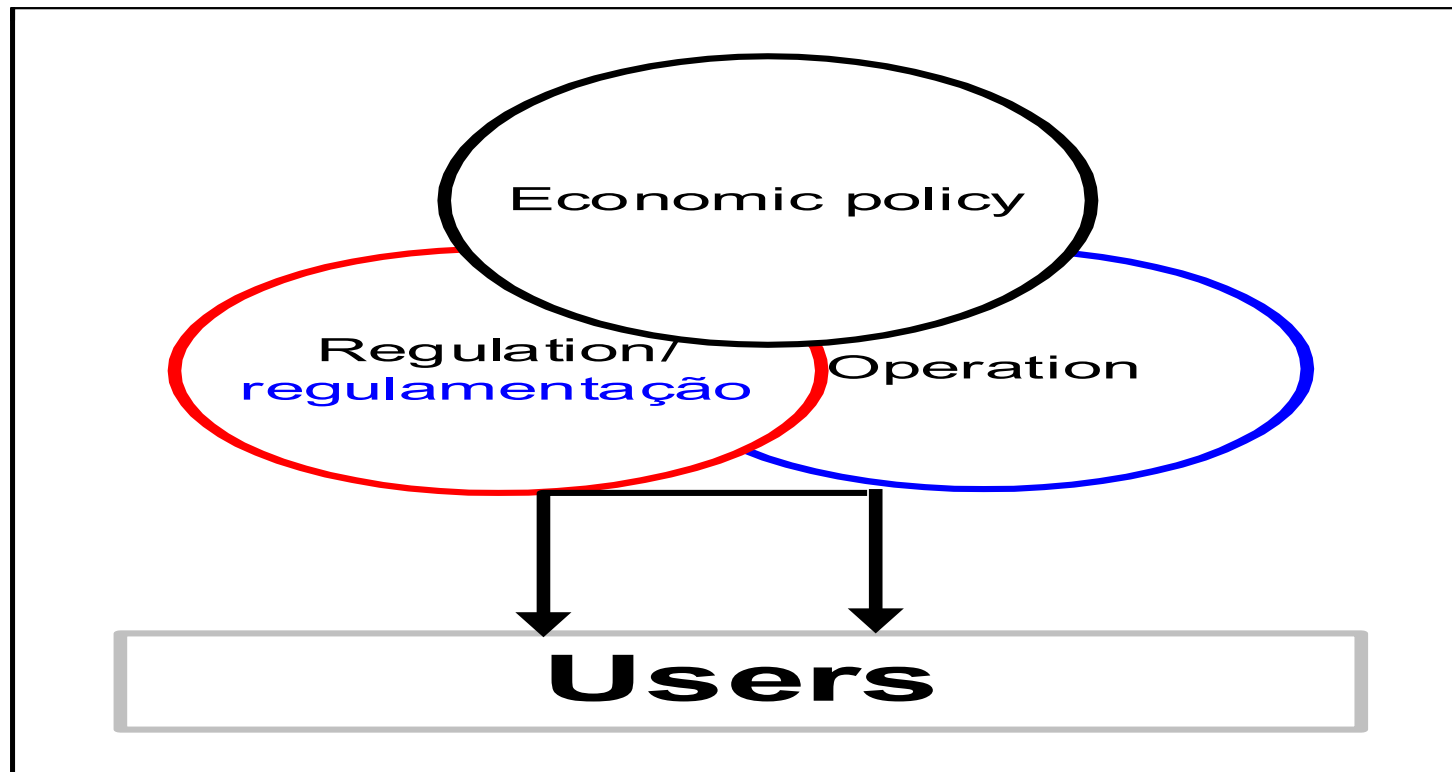 Economic policy
Regulation/
regulamentação
Operation
Users